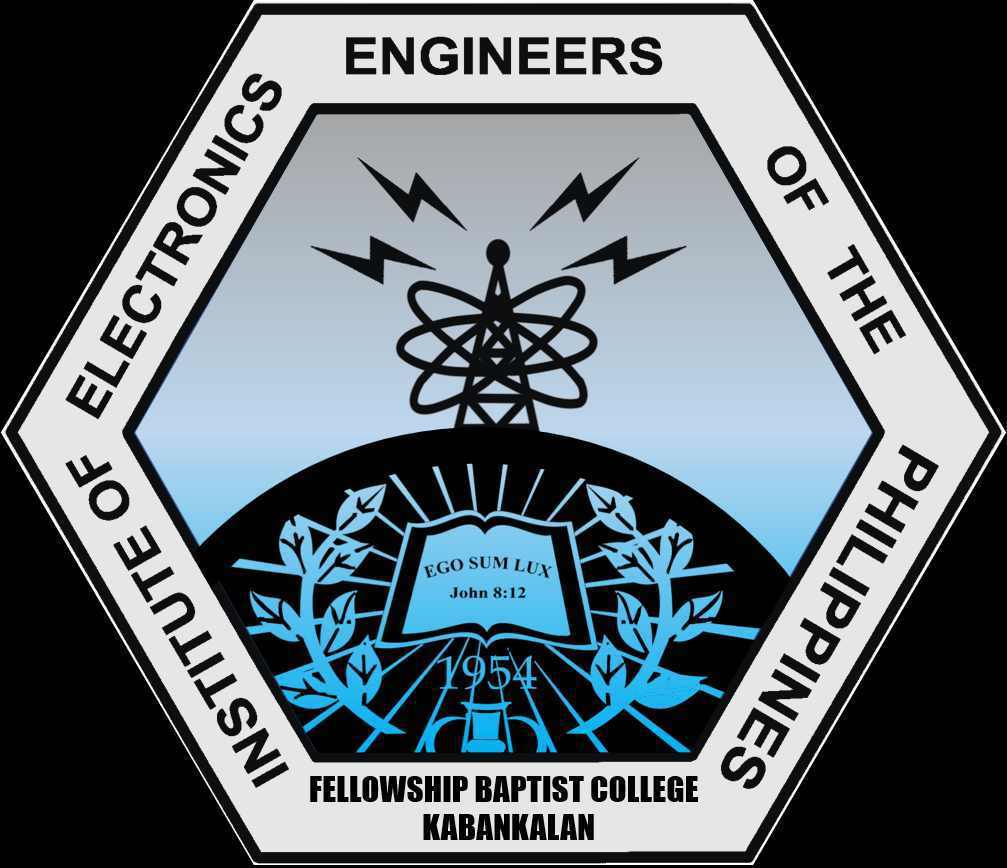 INSTITUTE OF ELECTRONICS ENGINEERS OF THE PHILIPPINES
EGO SUM LUX
John 8:12
1954
FELLOWSHIP BAPTIST COLLEGE
KABANKALAN